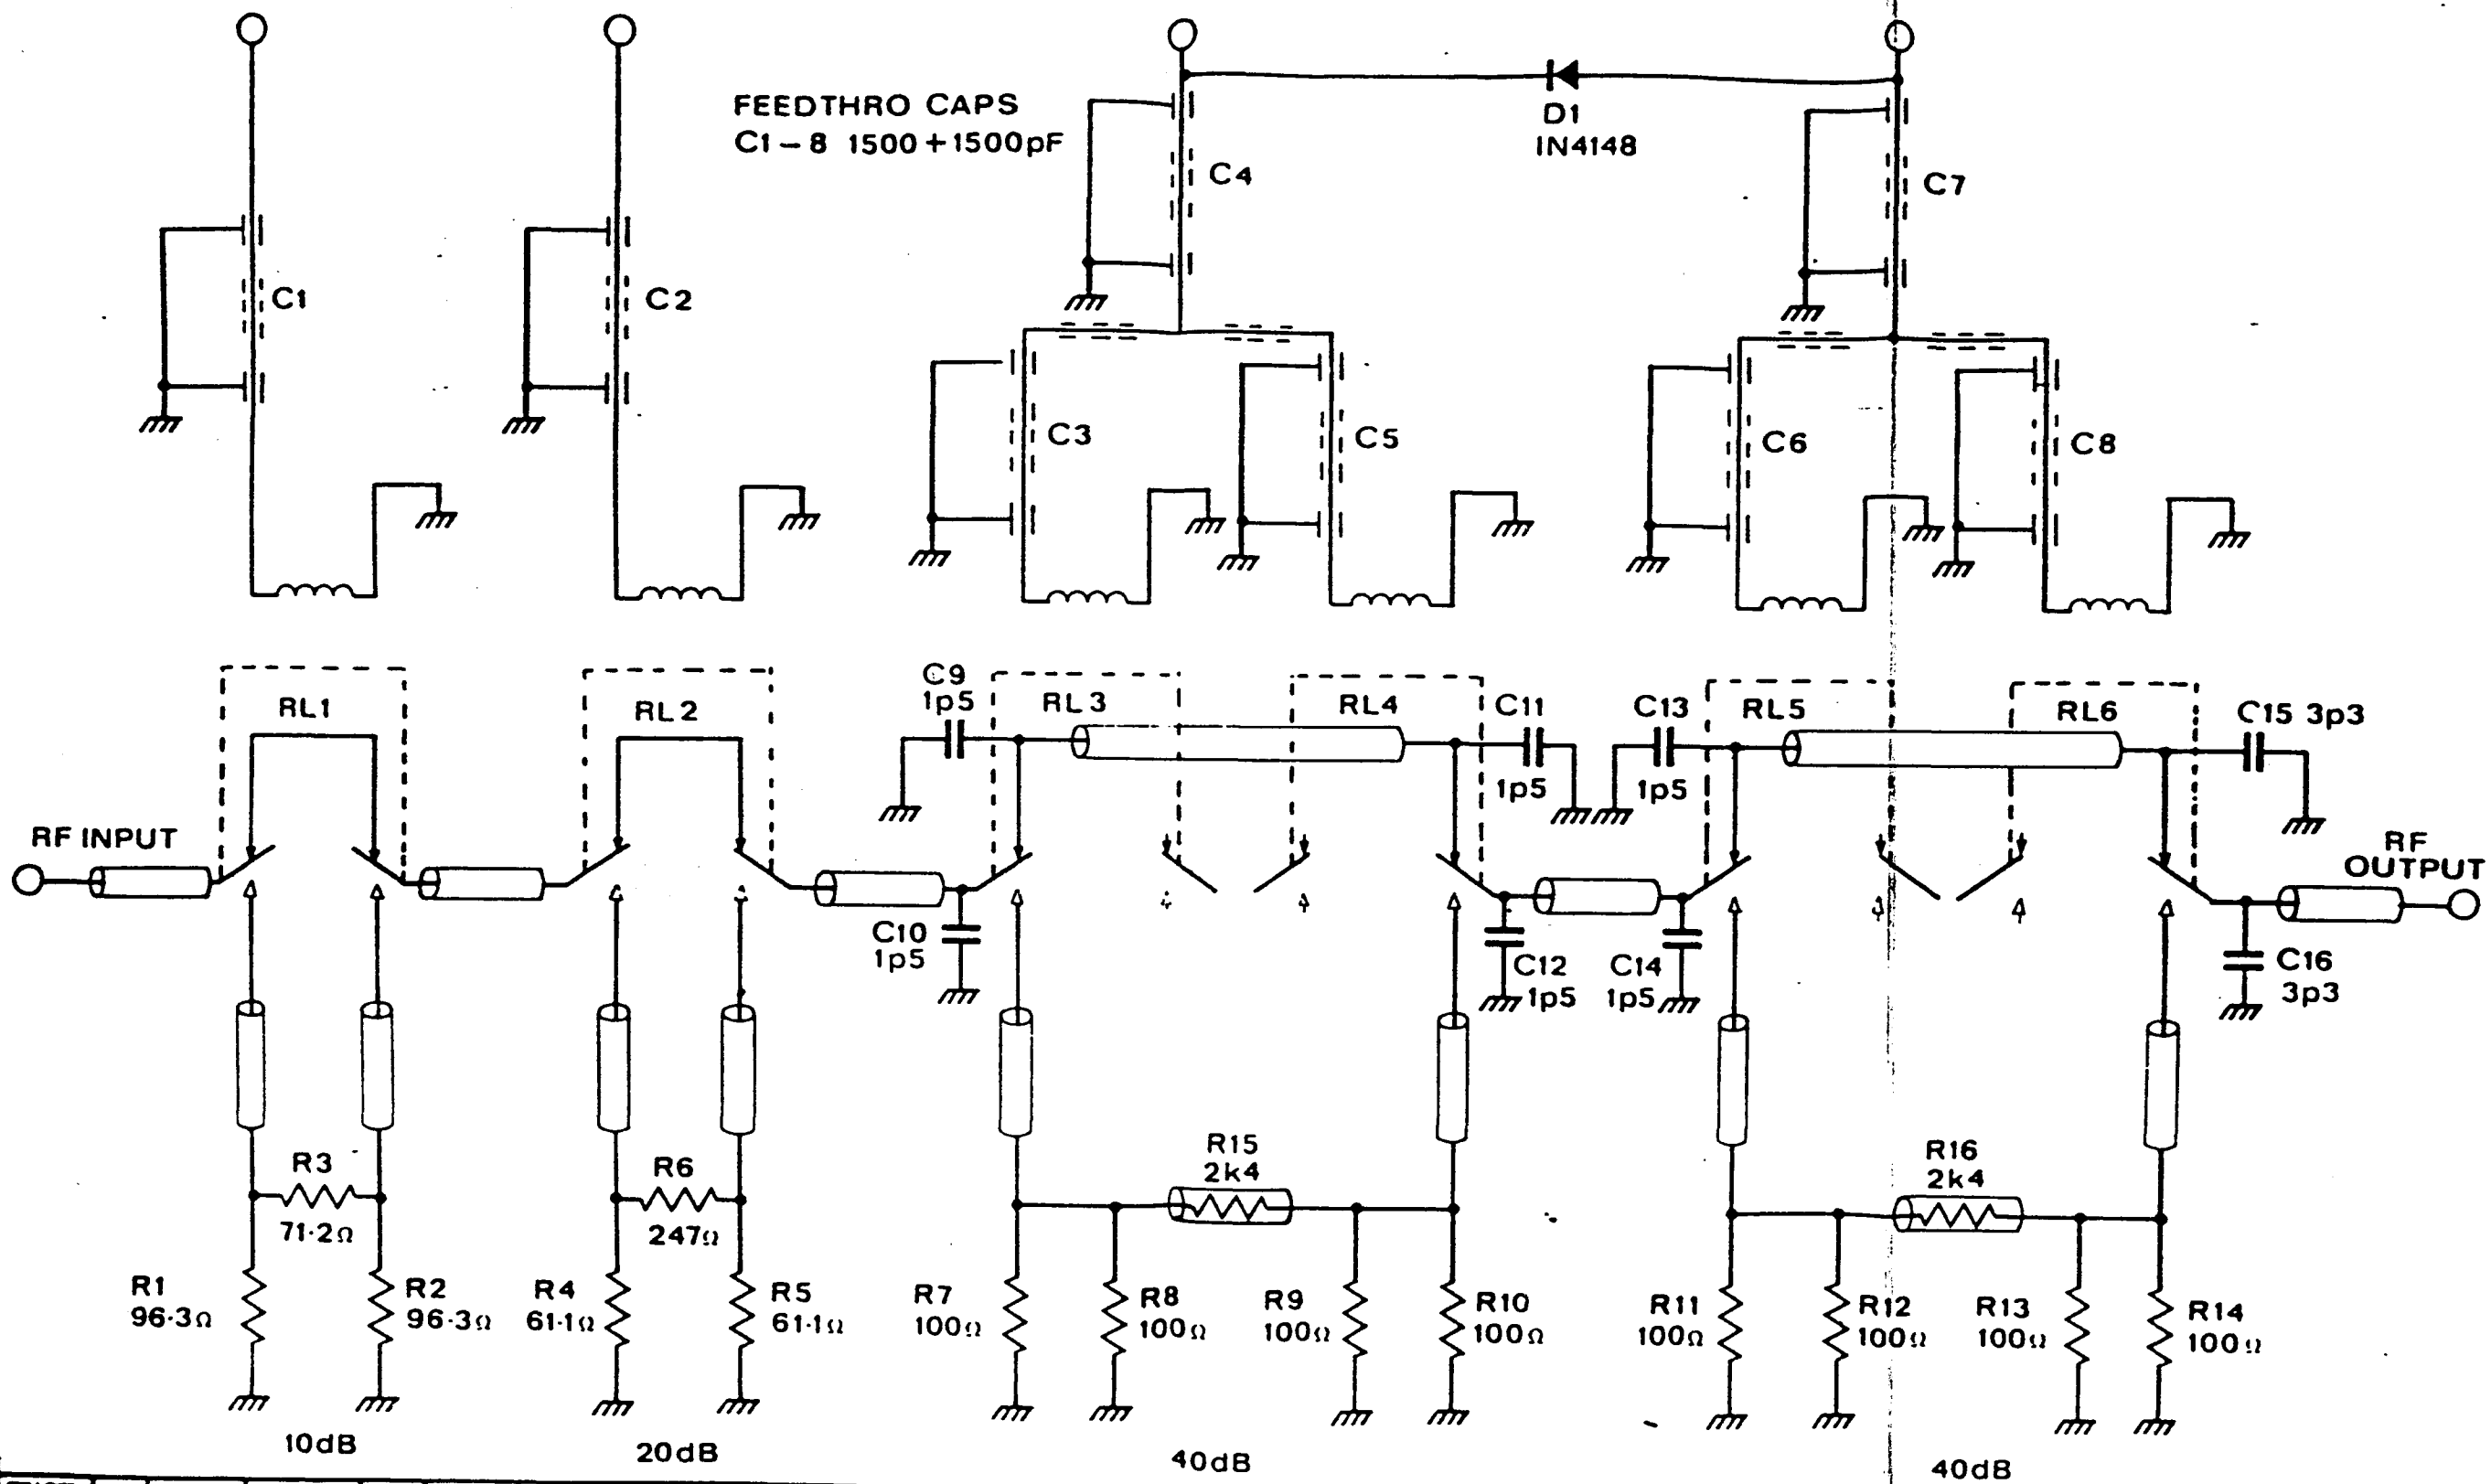 FEEDTHRO CAPS
C1-8 1500+1500pF
D1
IN4148
C4
C7
C1
C2
C3
C5
C6
C8
RL1
RL2
C9
1p5
RL3
RL4
C11
1p5
C13
1p5
RL5
RL6
C15 3p3
RF INPUT
RF
OUTPUT
C10
1p5
C12
1p5
C14
1p5
C16
3p3
R3
71·2Ω
R6
247Ω
R15
2k4
R16
2k4
R1
96·3Ω
R2
96·3Ω
R4
61·1Ω
R5
61·1Ω
R7
100Ω
R8
100Ω
R9
100Ω
R10
100Ω
R11
100Ω
R12
100Ω
R13
100Ω
R14
100Ω
10dB
20dB
40dB
40dB